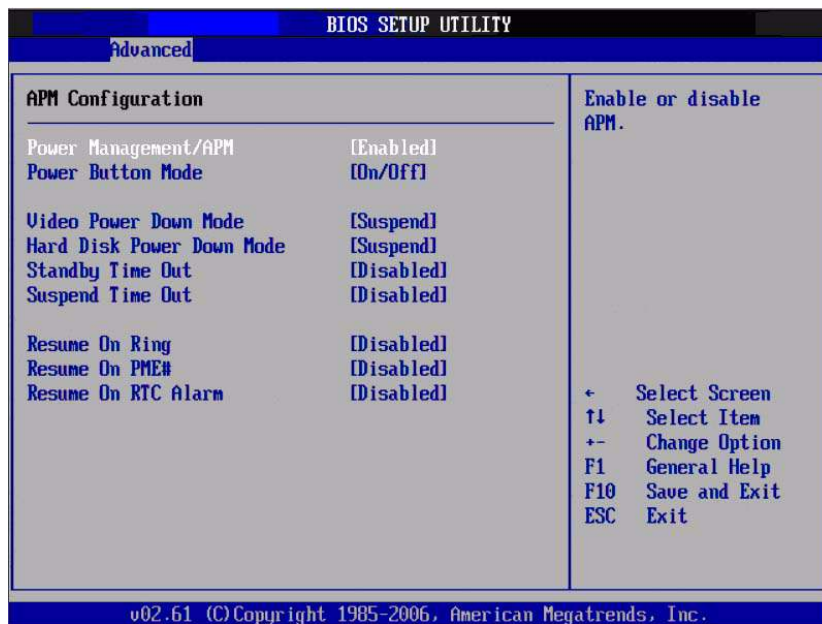 BIOS SETUP UTILITY
Advanced
APM Configuration
Power Management/APM [Enabled]
Power Button Mode [On/Off]
Video Power Down Mode [Suspend]
Hard Disk Power Down Mode [Suspend]
Standby Time Out [Disabled]
Suspend Time Out [Disabled]
Resume On Ring [Disabled]
Resume On PME# [Disabled]
Resume On RTC Alarm [Disabled]
Enable or disable
APM.
← Select Screen
↑↓ Select Item
+- Change Option
F1 General Help
F10 Save and Exit
ESC Exit
v02.61 (C)Copyright 1985-2006, American Megatrends, Inc.